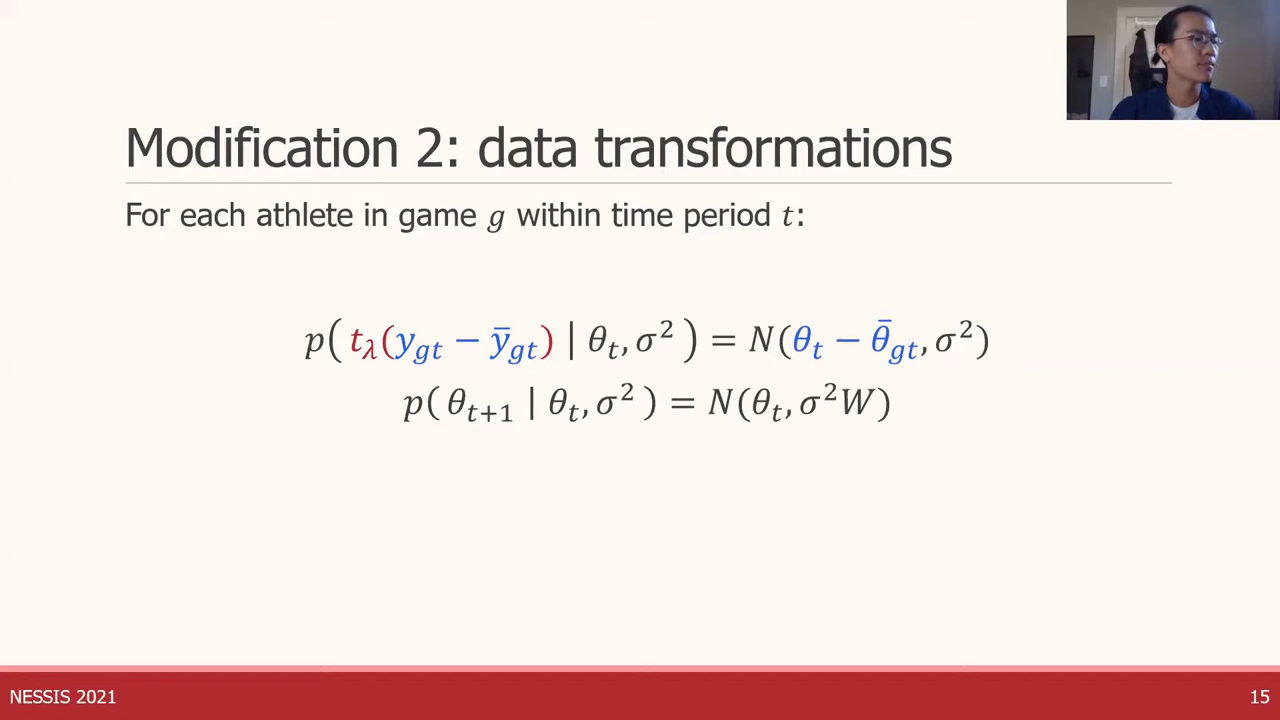 Modification 2: data transformations
For each athlete in game 𝑔 within time period 𝑡:
𝑝( 𝑡_λ(𝑦_𝑔𝑡 − 𝑦̄_𝑔𝑡) | θ_𝑡, σ² ) = 𝑁(θ_𝑡 − θ̄_𝑔𝑡, σ²)
𝑝( θ_𝑡+1 | θ_𝑡, σ² ) = 𝑁(θ_𝑡, σ²𝑊)
NESSIS 2021
15